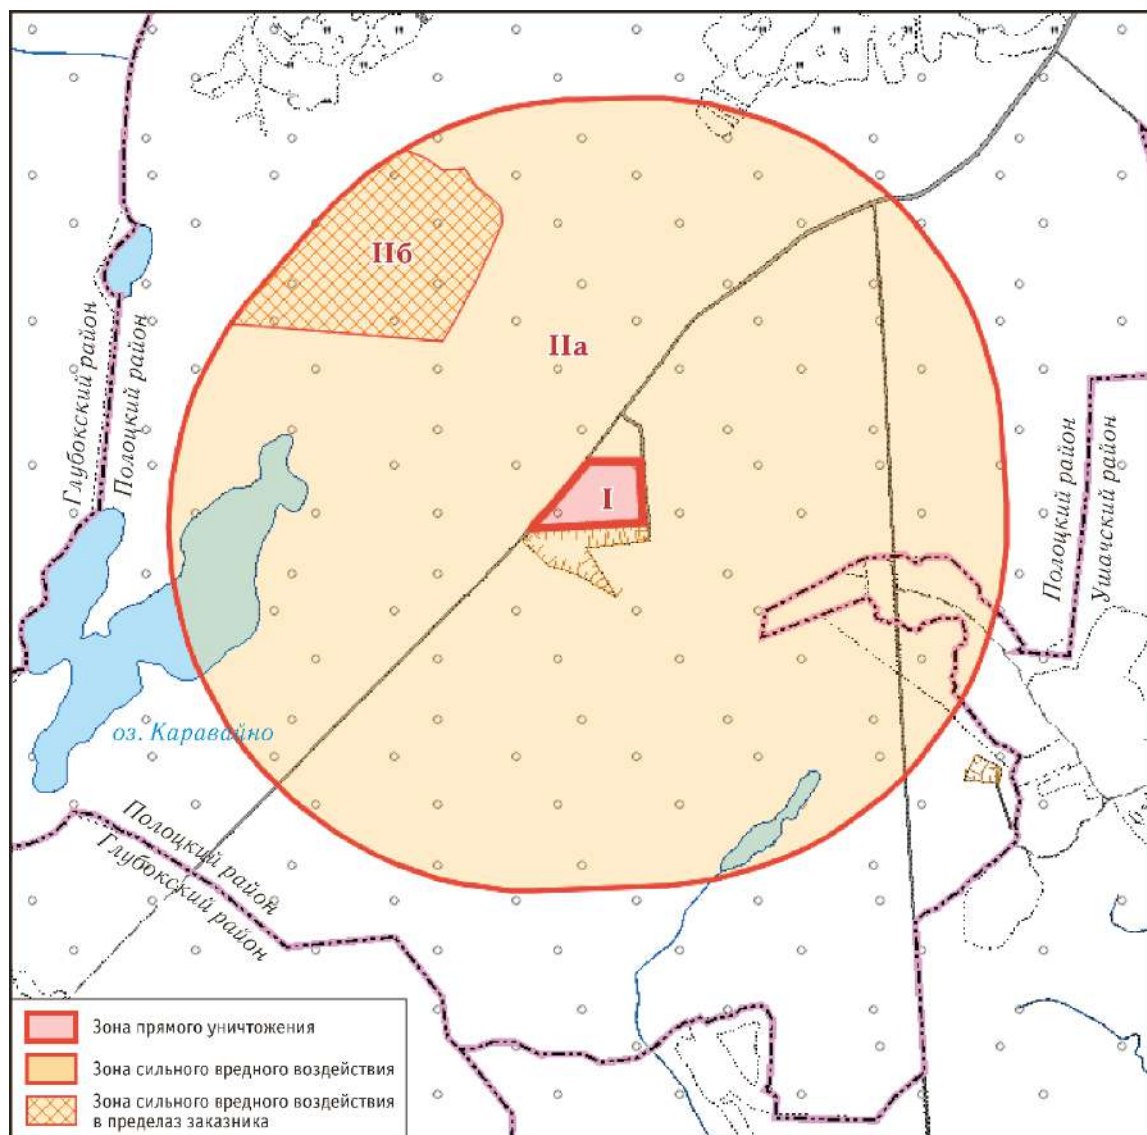 IIб
IIа
I
Глубокский район
Полоцкий район
Полоцкий район
Ушачский район
оз. Каравайно
Полоцкий район
Глубокский район
Зона прямого уничтожения
Зона сильного вредного воздействия
Зона сильного вредного воздействия
в пределаз заказника